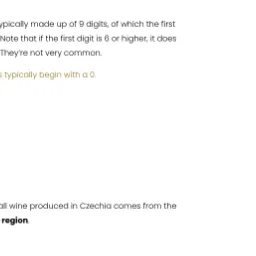 ypically made up of 9 digits, of which the first
Note that if the first digit is 6 or higher, it does
They're not very common.
s typically begin with a 0.
all wine produced in Czechia comes from the
region.